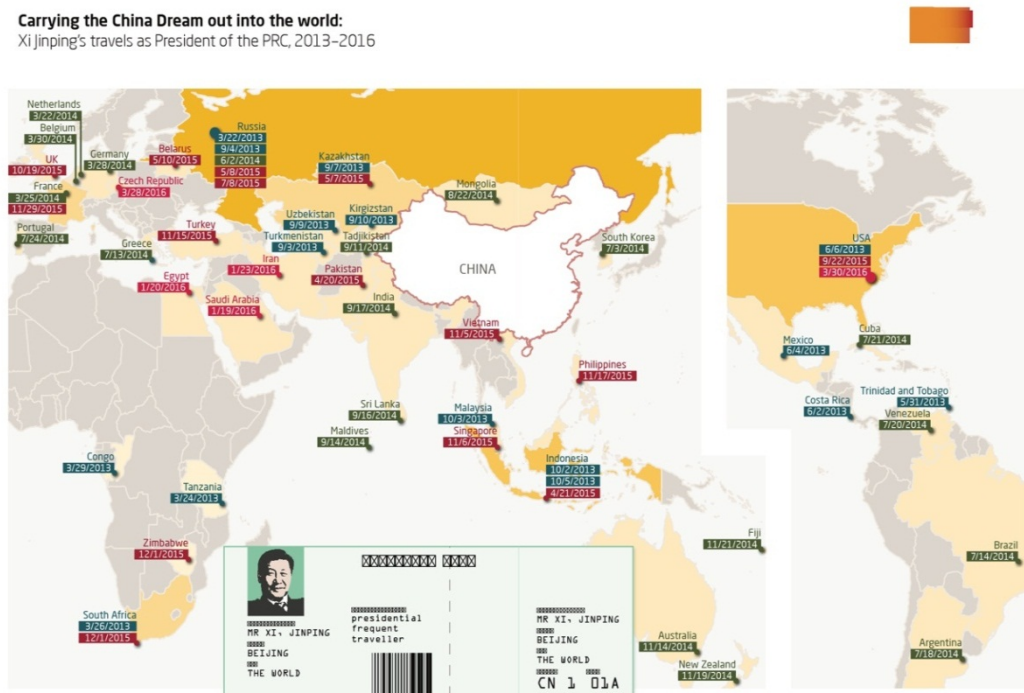 Carrying the China Dream out into the world:
Xi Jinping's travels as President of the PRC, 2013–2016
Netherlands
3/22/2014
Belgium
3/30/2014
UK
10/19/2015
Germany
3/28/2014
Belarus
5/10/2015
Russia
3/22/2013
9/4/2013
6/2/2014
5/8/2015
7/8/2015
France
3/25/2014
11/29/2015
Czech Republic
3/28/2016
Kazakhstan
9/7/2013
5/7/2015
Mongolia
8/22/2014
Portugal
7/24/2014
Greece
7/13/2014
Turkey
11/15/2015
Uzbekistan
9/9/2013
Kirgizstan
9/10/2013
Turkmenistan
9/3/2013
Tadjikistan
9/11/2014
South Korea
7/3/2014
Iran
1/23/2016
Pakistan
4/20/2015
CHINA
Egypt
1/20/2016
Saudi Arabia
1/19/2016
India
9/17/2014
Vietnam
11/5/2015
Philippines
11/17/2015
Sri Lanka
9/16/2014
Maldives
9/14/2014
Malaysia
10/3/2013
Singapore
11/6/2015
Indonesia
10/2/2013
10/5/2013
4/21/2015
Congo
3/29/2013
Tanzania
3/24/2013
Zimbabwe
12/1/2015
South Africa
3/26/2013
12/1/2015
Fiji
11/21/2014
Australia
11/14/2014
New Zealand
11/19/2014
USA
6/6/2013
9/22/2015
3/30/2016
Mexico
6/4/2013
Cuba
7/21/2014
Costa Rica
6/2/2013
Trinidad and Tobago
5/31/2013
Venezuela
7/20/2014
Brazil
7/14/2014
Argentina
7/18/2014
MR XI, JINPING
BEIJING
THE WORLD
presidential
frequent
traveller
MR XI, JINPING
BEIJING
THE WORLD
CN 1 01A